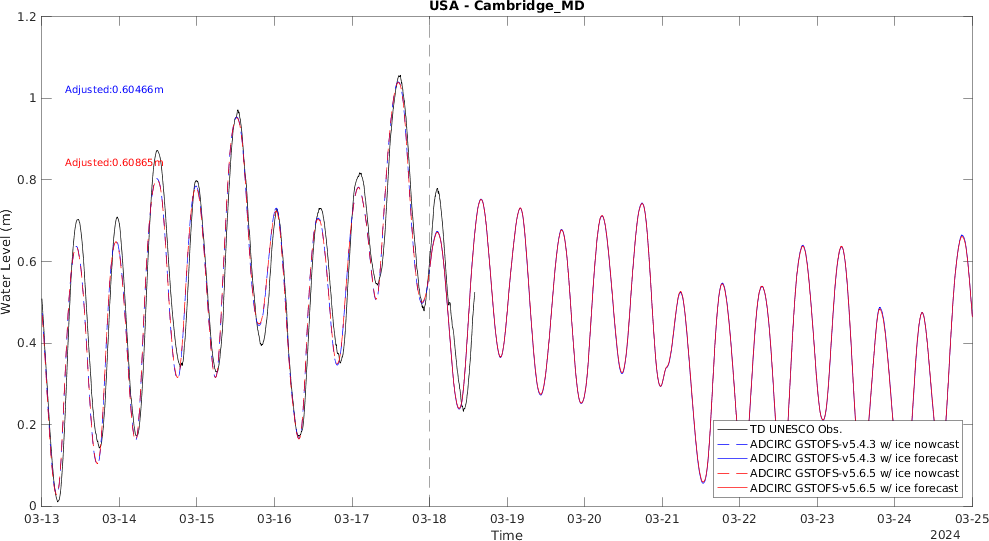 USA - Cambridge_MD
1.2
1
0.8
0.6
0.4
0.2
0
Water Level (m)
Adjusted:0.60466m
Adjusted:0.60865m
TD UNESCO Obs.
ADCIRC GSTOFS-v5.4.3 w/ ice nowcast
ADCIRC GSTOFS-v5.4.3 w/ ice forecast
ADCIRC GSTOFS-v5.6.5 w/ ice nowcast
ADCIRC GSTOFS-v5.6.5 w/ ice forecast
03-13 03-14 03-15 03-16 03-17 03-18 03-19 03-20 03-21 03-22 03-23 03-24 03-25
Time
2024